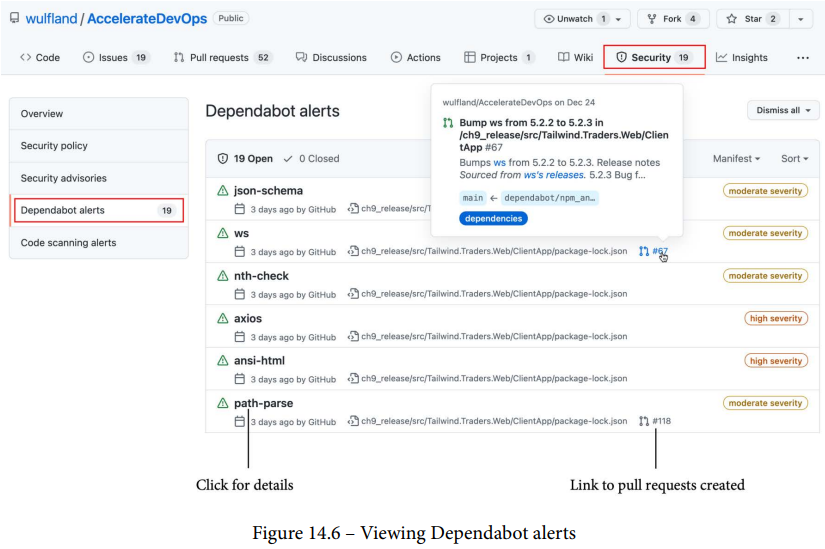 wulfland / AccelerateDevOps Public
Unwatch 1 Fork 4 Star 2
Code Issues 19 Pull requests 52 Discussions Actions Projects 1 Wiki Security 19 Insights ...
Overview
Security policy
Security advisories
Dependabot alerts 19
Code scanning alerts
Dependabot alerts
Dismiss all
wulfland/AccelerateDevOps on Dec 24
Bump ws from 5.2.2 to 5.2.3 in
/ch9_release/src/Tailwind.Traders.Web/Clien
tApp #67
Bumps ws from 5.2.2 to 5.2.3. Release notes
Sourced from ws's releases. 5.2.3 Bug f...
main ← dependabot/npm_an...
dependencies
19 Open 0 Closed
Manifest Sort
json-schema
moderate severity
3 days ago by GitHub ch9_release/src/T
ws
moderate severity
3 days ago by GitHub ch9_release/src/Tailwind.Traders.Web/ClientApp/package-lock.json #67
nth-check
moderate severity
3 days ago by GitHub ch9_release/src/Tailwind.Traders.Web/ClientApp/package-lock.json
axios
high severity
3 days ago by GitHub ch9_release/src/Tailwind.Traders.Web/ClientApp/package-lock.json
ansi-html
high severity
3 days ago by GitHub ch9_release/src/Tailwind.Traders.Web/ClientApp/package-lock.json
path-parse
moderate severity
3 days ago by GitHub ch9_release/src/Tailwind.Traders.Web/ClientApp/package-lock.json #118
Click for details
Link to pull requests created
Figure 14.6 – Viewing Dependabot alerts